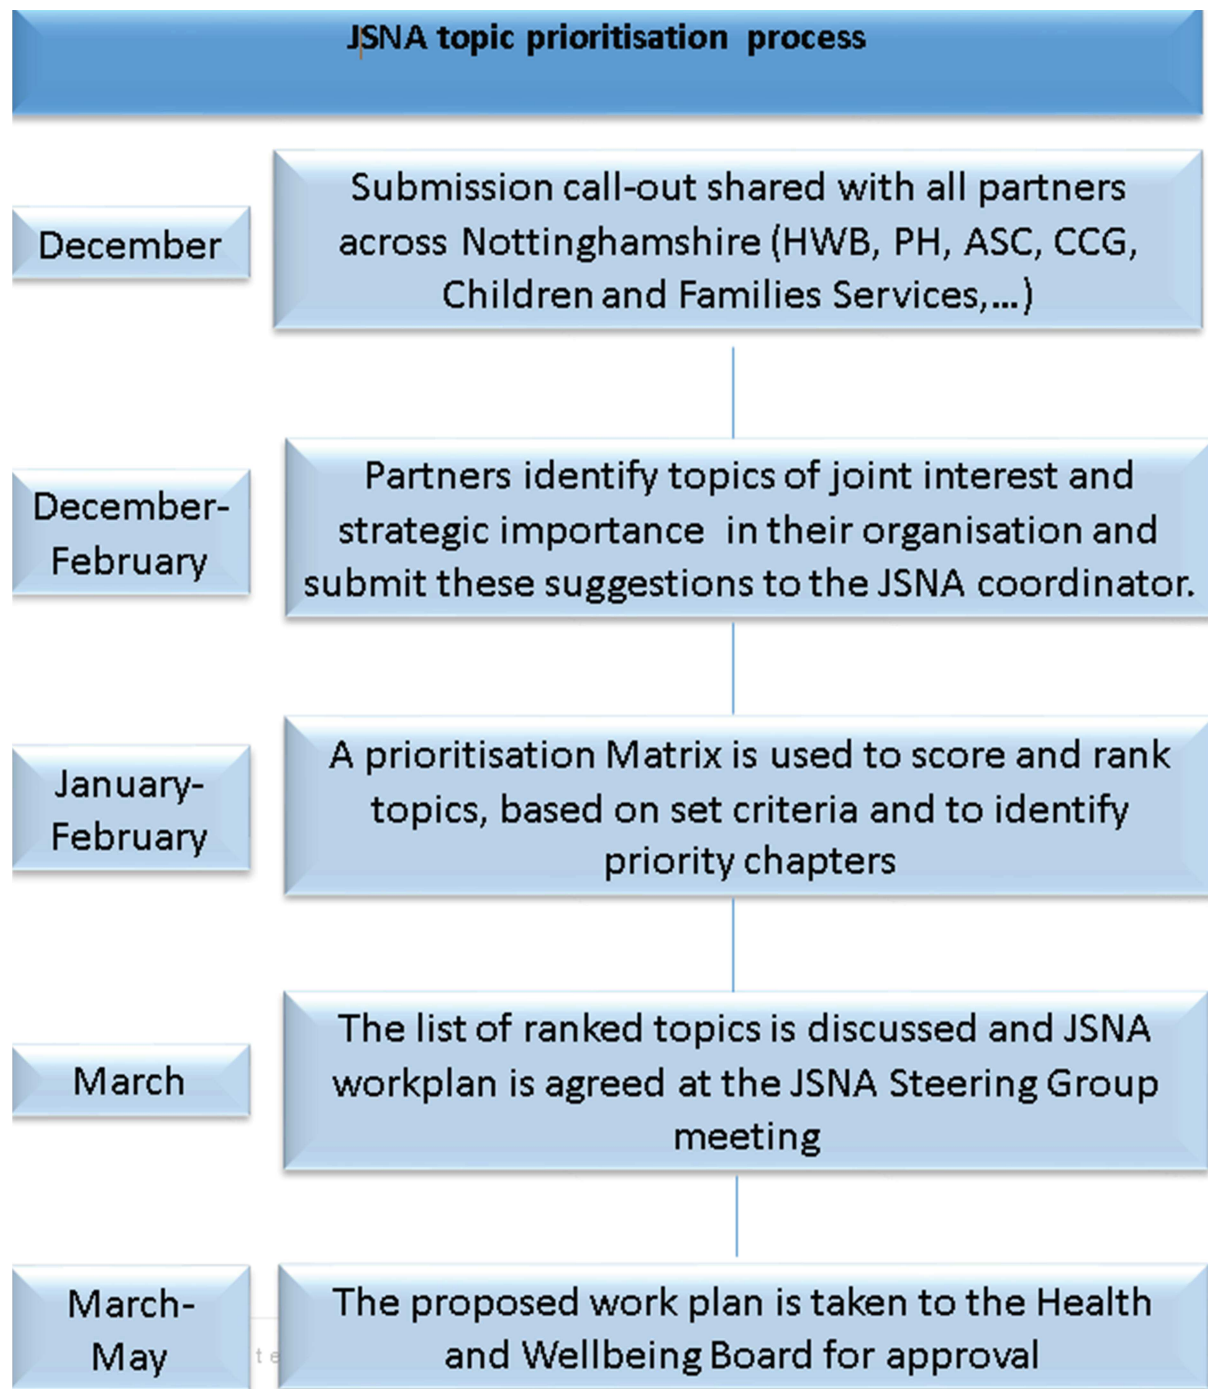 JSNA topic prioritisation process
December
Submission call-out shared with all partners
across Nottinghamshire (HWB, PH, ASC, CCG,
Children and Families Services,...)
December-
February
Partners identify topics of joint interest and
strategic importance in their organisation and
submit these suggestions to the JSNA coordinator.
January-
February
A prioritisation Matrix is used to score and rank
topics, based on set criteria and to identify
priority chapters
March
The list of ranked topics is discussed and JSNA
workplan is agreed at the JSNA Steering Group
meeting
March-
May
The proposed work plan is taken to the Health
and Wellbeing Board for approval